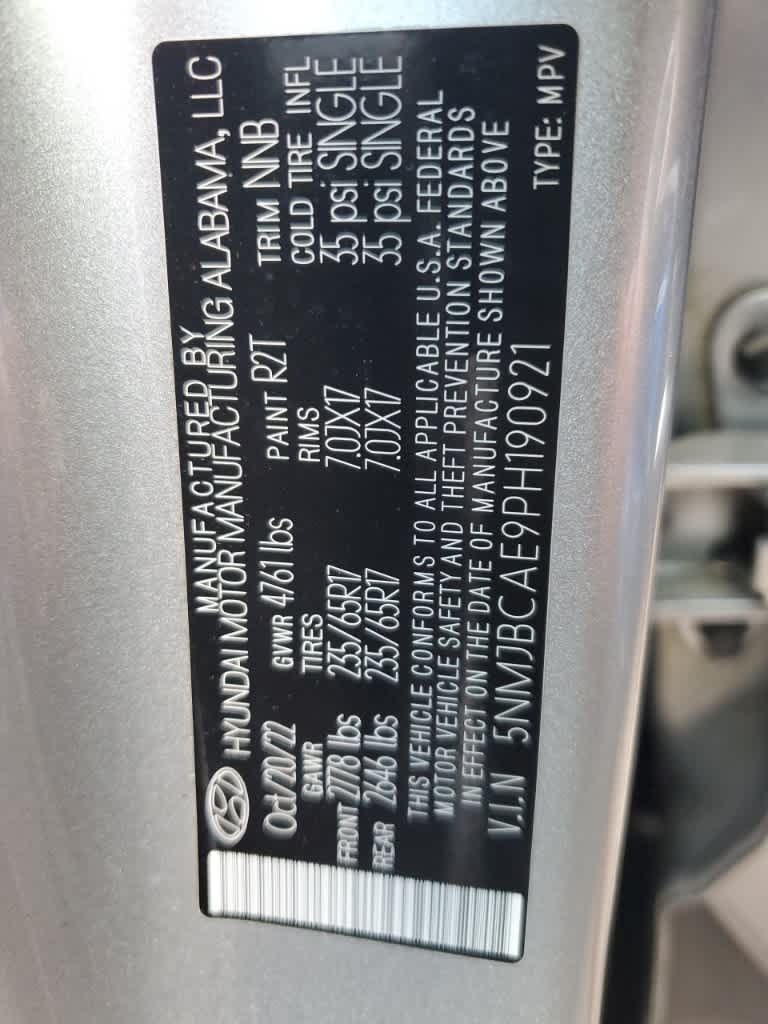 MANUFACTURED BY
HYUNDAI MOTOR MANUFACTURING ALABAMA, LLC
Oct/20/22 GVWR 4761 lbs PAINT R2T TRIM NNB
GAWR TIRES RIMS COLD TIRE INFL
FRONT 2778 lbs 235/65R17 7.0JX17 35 psi SINGLE
REAR 2646 lbs 235/65R17 7.0JX17 35 psi SINGLE
THIS VEHICLE CONFORMS TO ALL APPLICABLE U.S.A. FEDERAL
MOTOR VEHICLE SAFETY AND THEFT PREVENTION STANDARDS
IN EFFECT ON THE DATE OF MANUFACTURE SHOWN ABOVE
V.I.N 5NMJBCAE9PH190921 TYPE: MPV